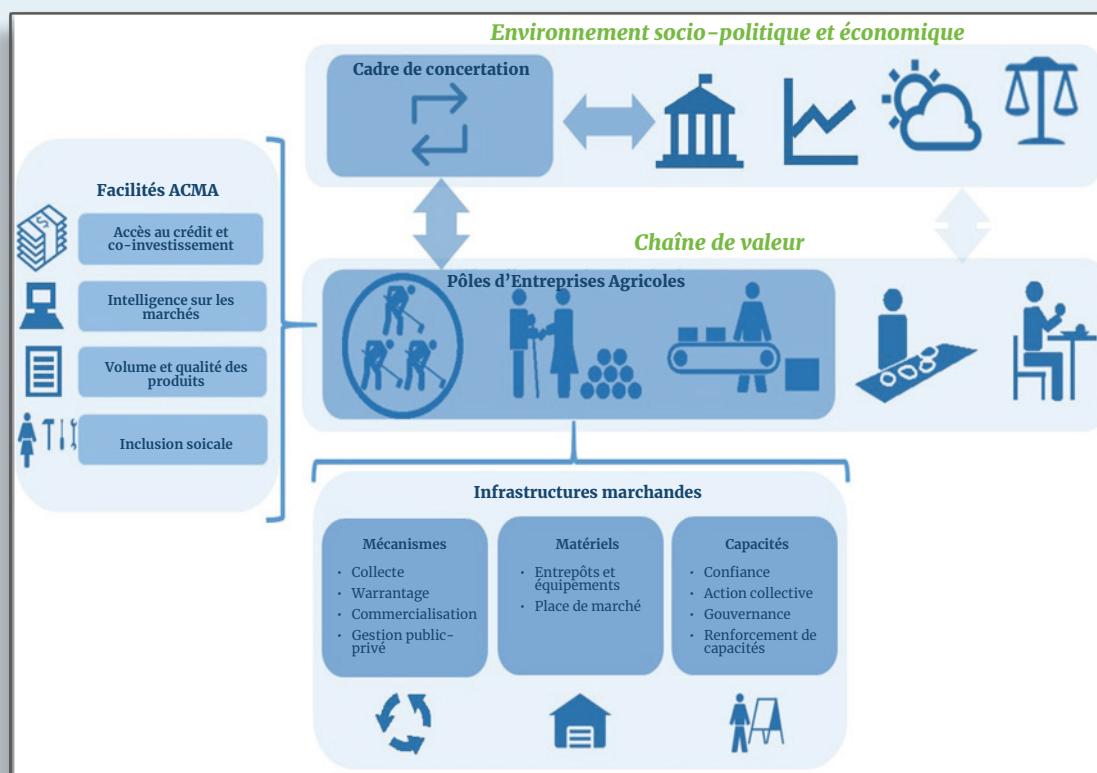 Environnement socio-politique et économique
Cadre de concertation
Facilités ACMA
Accès au crédit et
co-investissement
Intelligence sur les
marchés
Volume et qualité des
produits
Inclusion soicale
Chaîne de valeur
Pôles d'Entreprises Agricoles
Infrastructures marchandes
Mécanismes
• Collecte
• Warrantage
• Commercialisation
• Gestion public-
privé
Matériels
• Entrepôts et
équipements
• Place de marché
Capacités
• Confiance
• Action collective
• Gouvernance
• Renforcement de
capacités